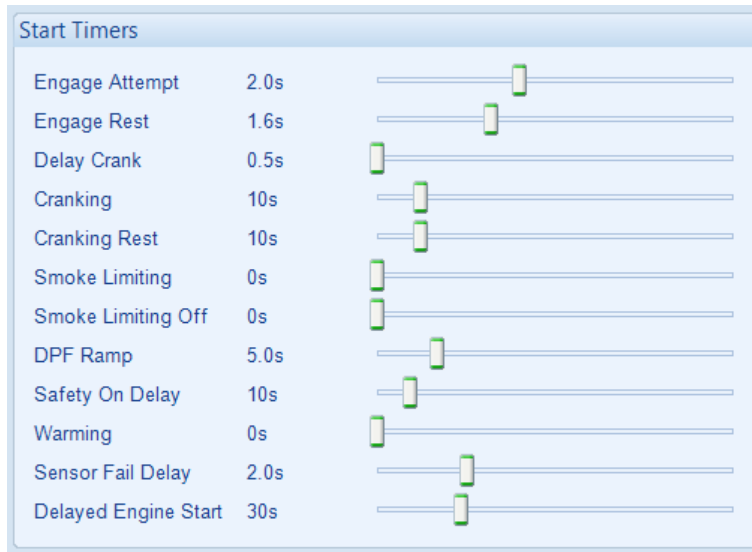 Start Timers
Engage Attempt 2.0s
Engage Rest 1.6s
Delay Crank 0.5s
Cranking 10s
Cranking Rest 10s
Smoke Limiting 0s
Smoke Limiting Off 0s
DPF Ramp 5.0s
Safety On Delay 10s
Warming 0s
Sensor Fail Delay 2.0s
Delayed Engine Start 30s